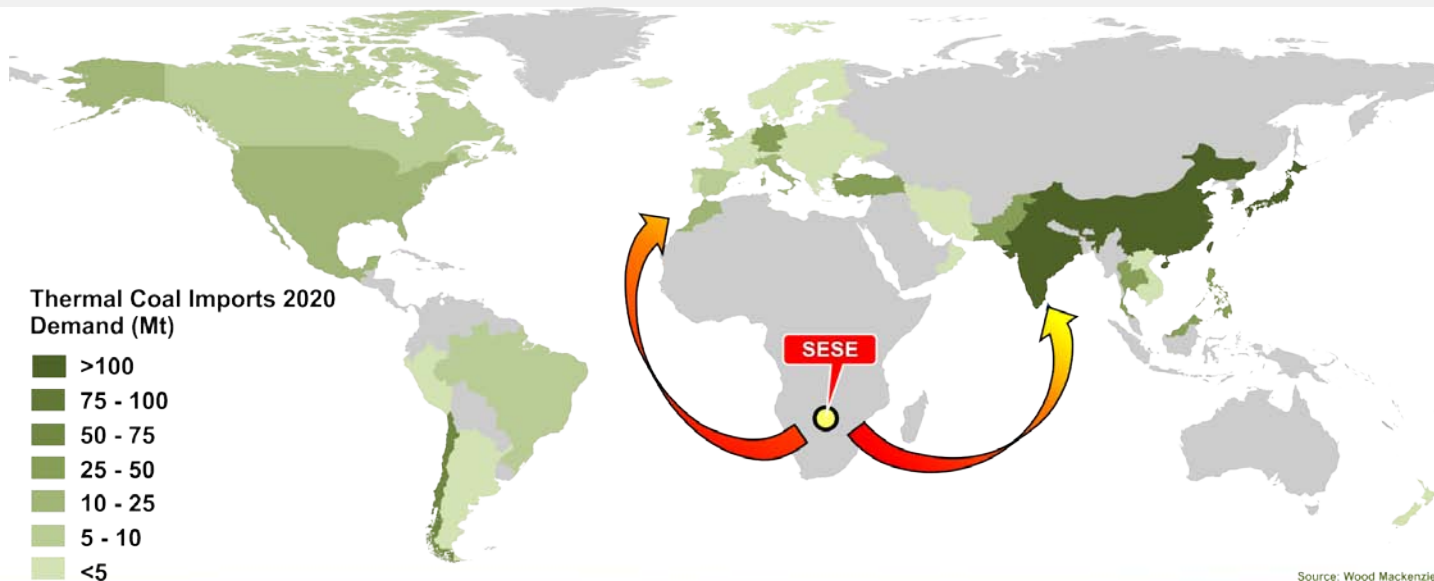 SESE
Thermal Coal Imports 2020
Demand (Mt)
>100
75 - 100
50 - 75
25 - 50
10 - 25
5 - 10
<5
Source: Wood Mackenzie